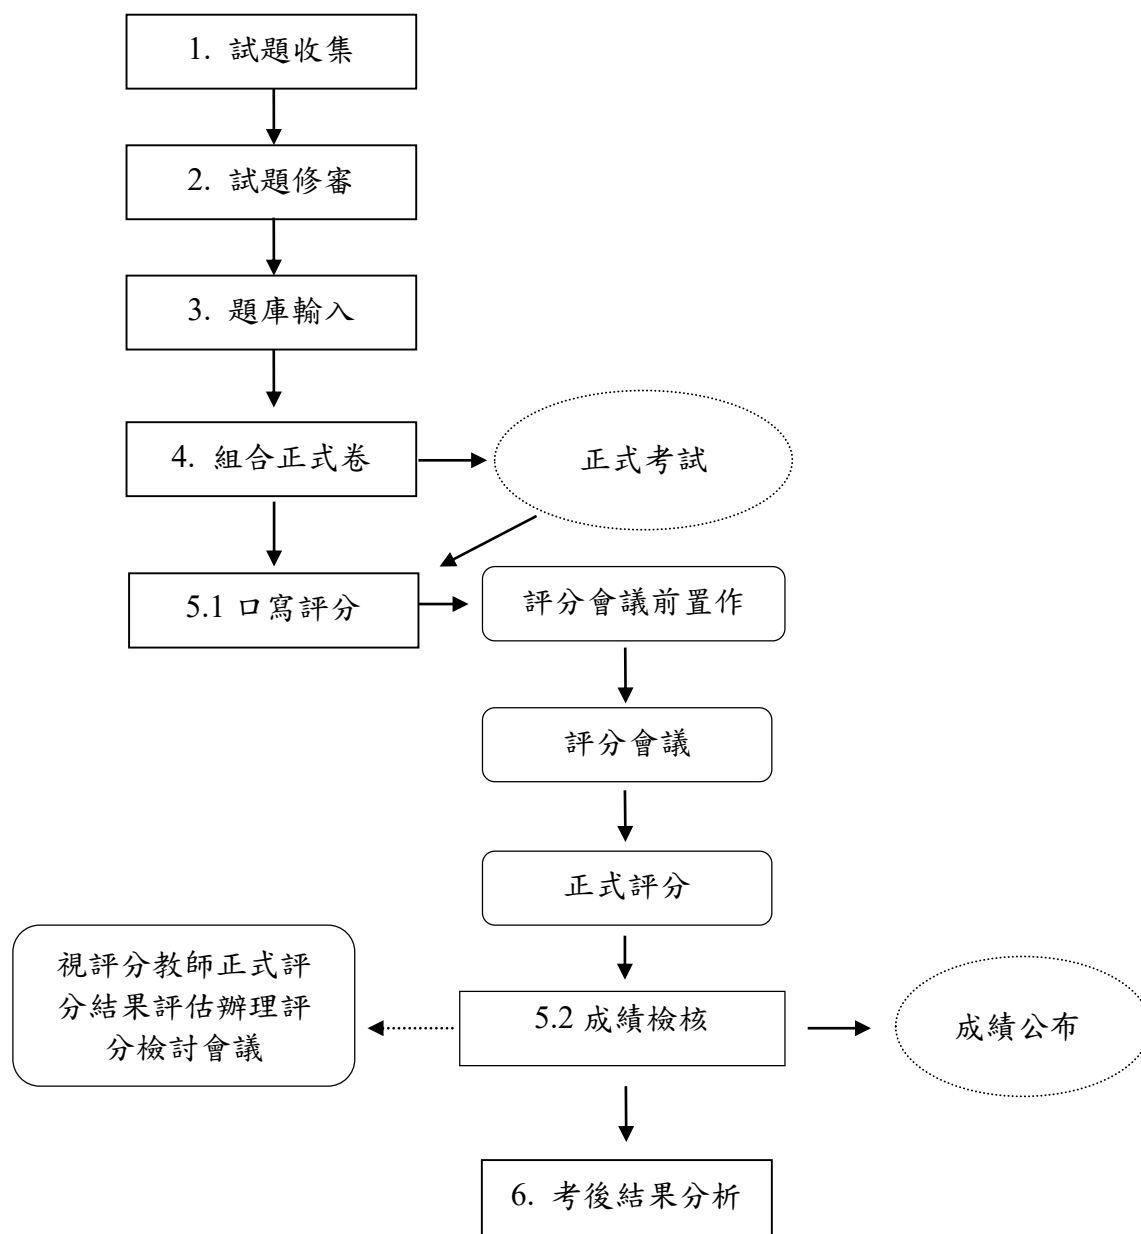 1. 試題收集
2. 試題修審
3. 題庫輸入
4. 組合正式卷
正式考試
5.1 口寫評分
評分會議前置作
評分會議
正式評分
視評分教師正式評
分結果評估辦理評
分檢討會議
5.2 成績檢核
成績公布
6. 考後結果分析